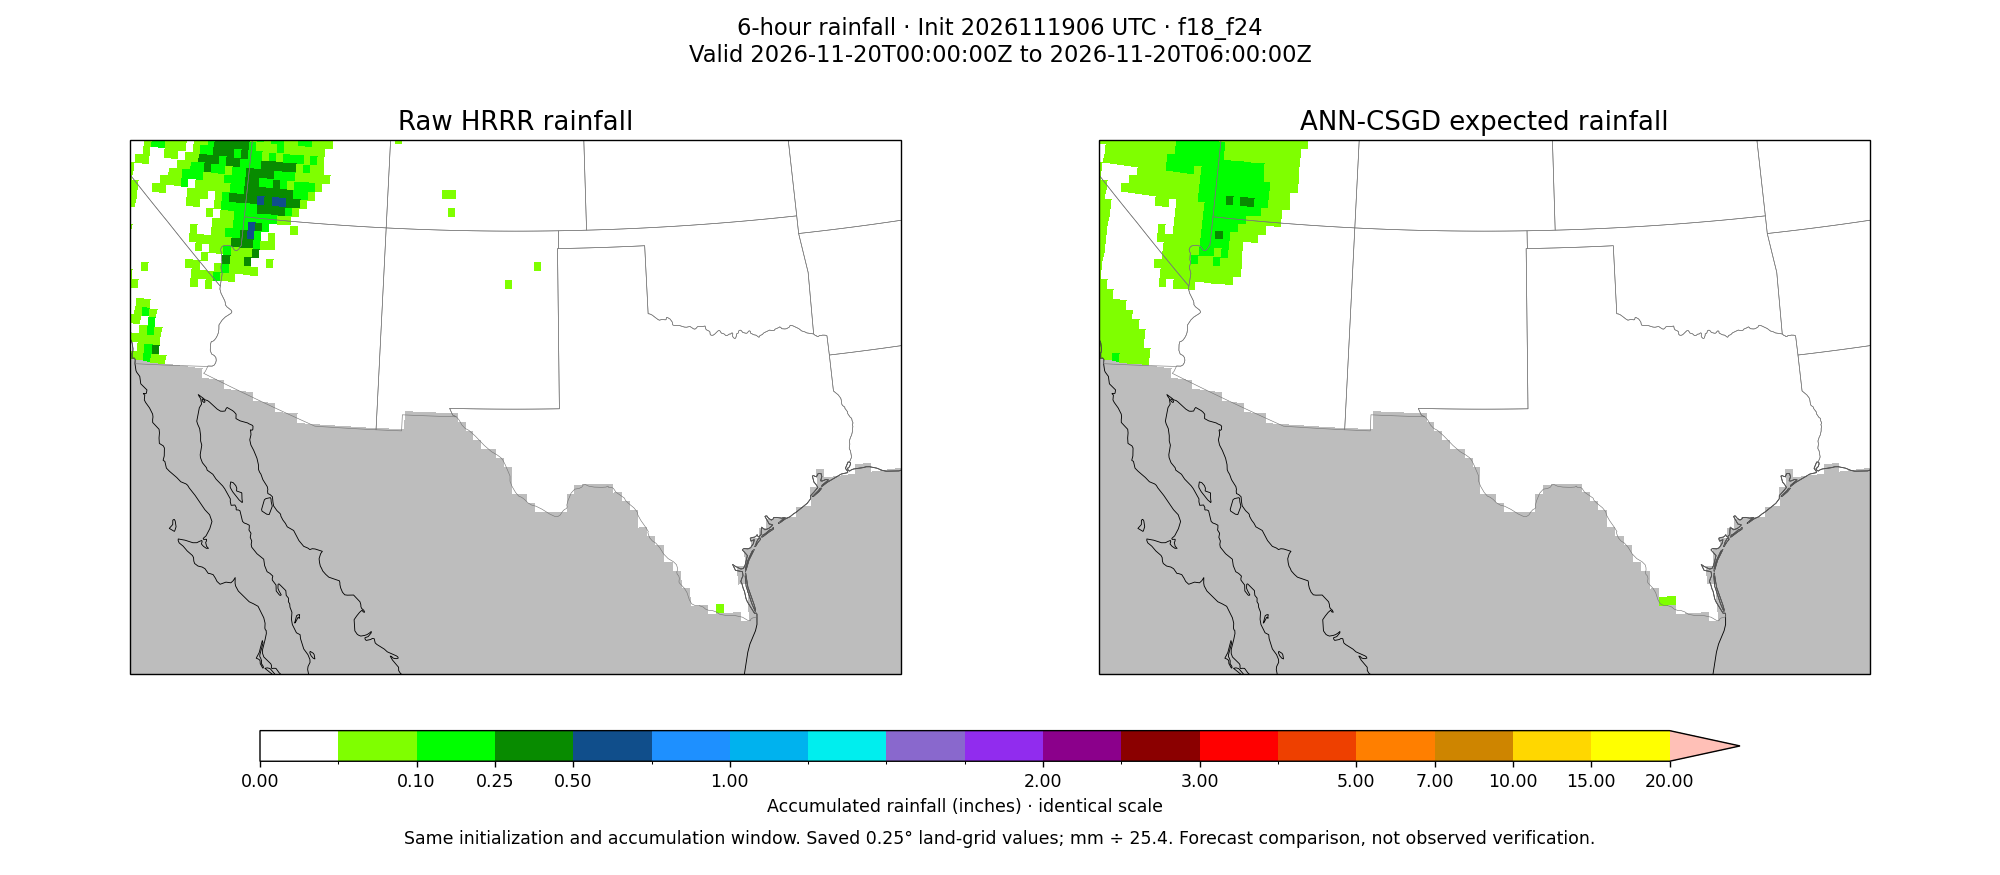 6-hour rainfall · Init 2026111906 UTC · f18_f24
Valid 2026-11-20T00:00:00Z to 2026-11-20T06:00:00Z
Raw HRRR rainfall
ANN-CSGD expected rainfall
0.00 0.10 0.25 0.50 1.00 2.00 3.00 5.00 7.00 10.00 15.00 20.00
Accumulated rainfall (inches) · identical scale
Same initialization and accumulation window. Saved 0.25° land-grid values; mm ÷ 25.4. Forecast comparison, not observed verification.